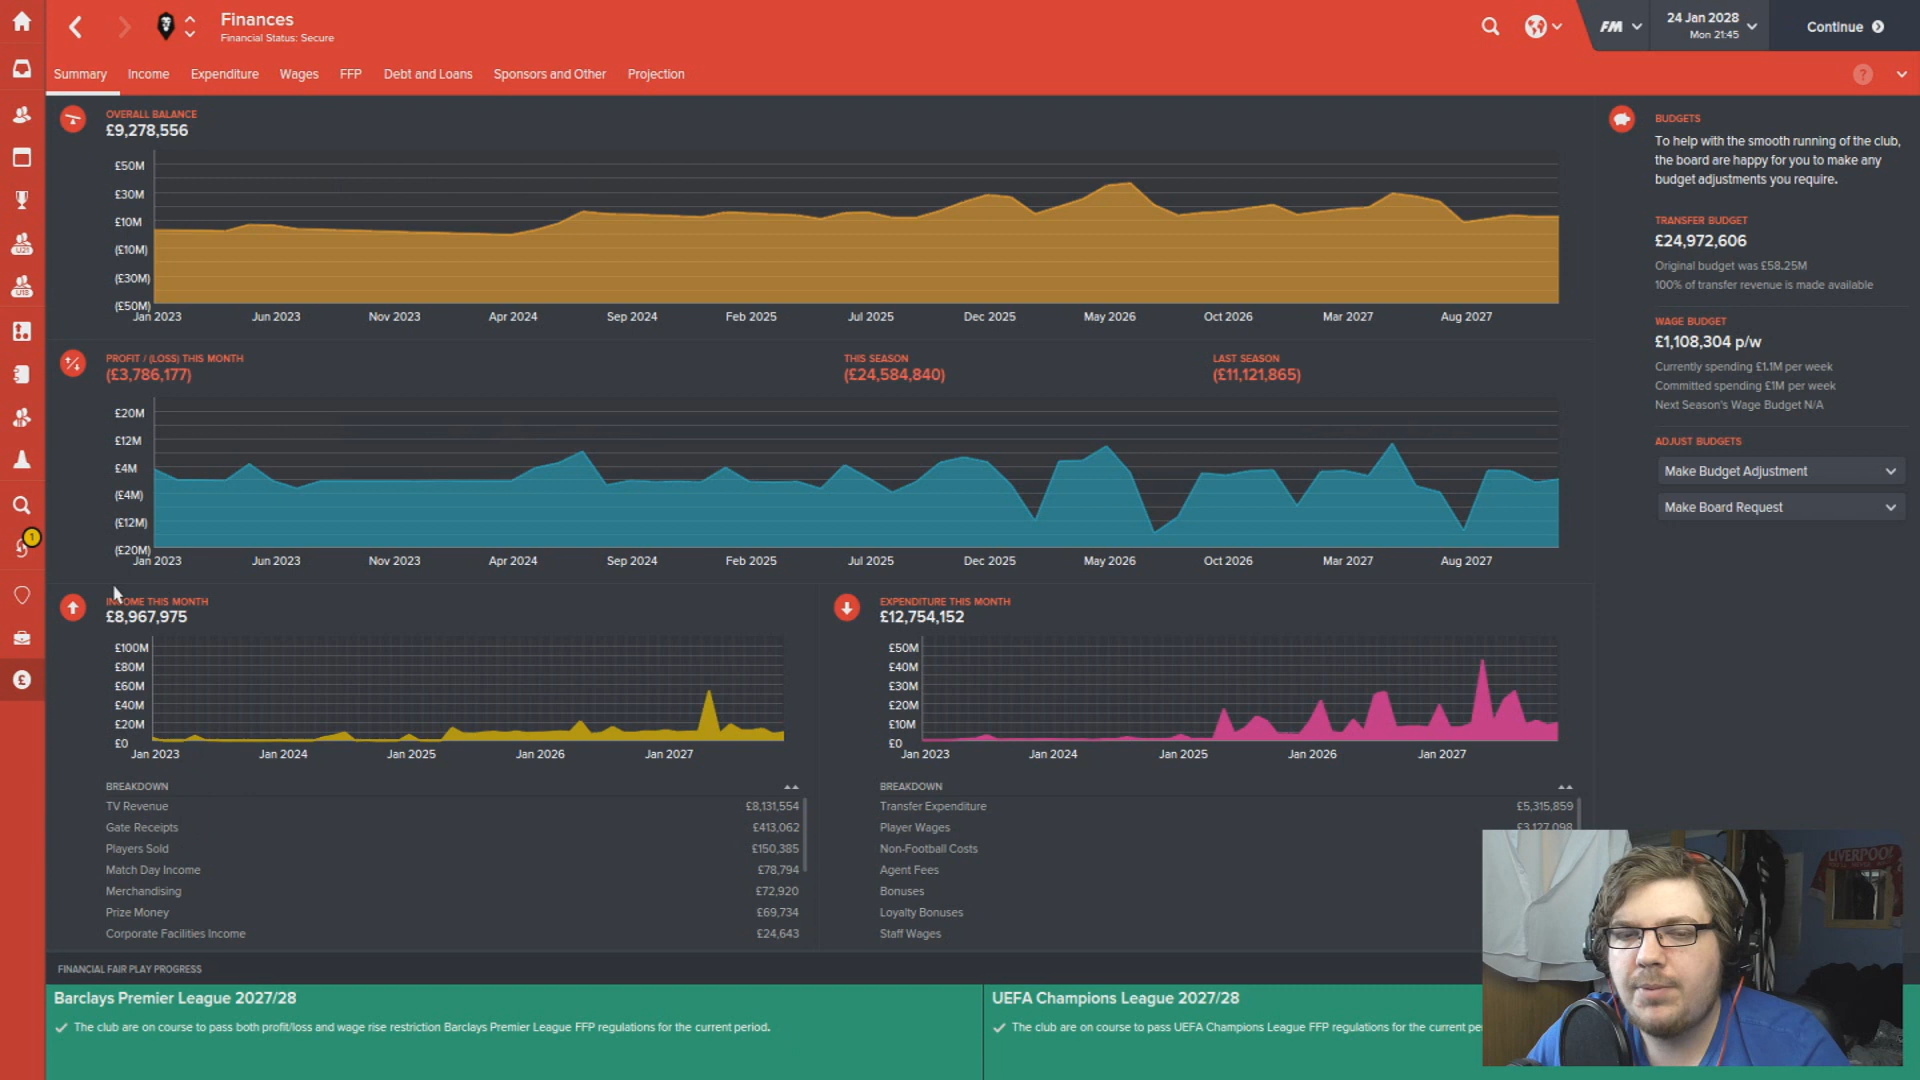 Finances
Financial Status: Secure
FM
24 Jan 2028
Mon 21:45
Continue
Summary
Income
Expenditure
Wages
FFP
Debt and Loans
Sponsors and Other
Projection
?
U21
U18
1
£
OVERALL BALANCE
£9,278,556
£50M
£30M
£10M
(£10M)
(£30M)
(£50M)
Jan 2023
Jun 2023
Nov 2023
Apr 2024
Sep 2024
Feb 2025
Jul 2025
Dec 2025
May 2026
Oct 2026
Mar 2027
Aug 2027
PROFIT / (LOSS) THIS MONTH
(£3,786,177)
THIS SEASON
(£24,584,840)
LAST SEASON
(£11,121,865)
£20M
£12M
£4M
(£4M)
(£12M)
(£20M)
Jan 2023
Jun 2023
Nov 2023
Apr 2024
Sep 2024
Feb 2025
Jul 2025
Dec 2025
May 2026
Oct 2026
Mar 2027
Aug 2027
INCOME THIS MONTH
£8,967,975
£100M
£80M
£60M
£40M
£20M
£0
Jan 2023
Jan 2024
Jan 2025
Jan 2026
Jan 2027
BREAKDOWN
TV Revenue £8,131,554
Gate Receipts £413,062
Players Sold £150,385
Match Day Income £78,794
Merchandising £72,920
Prize Money £69,734
Corporate Facilities Income £24,643
EXPENDITURE THIS MONTH
£12,754,152
£50M
£40M
£30M
£20M
£10M
£0
Jan 2023
Jan 2024
Jan 2025
Jan 2026
Jan 2027
BREAKDOWN
Transfer Expenditure £5,315,859
Player Wages £3,127,098
Non-Football Costs
Agent Fees
Bonuses
Loyalty Bonuses
Staff Wages
BUDGETS
To help with the smooth running of the club,
the board are happy for you to make any
budget adjustments you require.
TRANSFER BUDGET
£24,972,606
Original budget was £58.25M
100% of transfer revenue is made available
WAGE BUDGET
£1,108,304 p/w
Currently spending £1.1M per week
Committed spending £1M per week
Next Season's Wage Budget N/A
ADJUST BUDGETS
Make Budget Adjustment
Make Board Request
FINANCIAL FAIR PLAY PROGRESS
Barclays Premier League 2027/28
The club are on course to pass both profit/loss and wage rise restriction Barclays Premier League FFP regulations for the current period.
UEFA Champions League 2027/28
The club are on course to pass UEFA Champions League FFP regulations for the current
LIVERPOOL